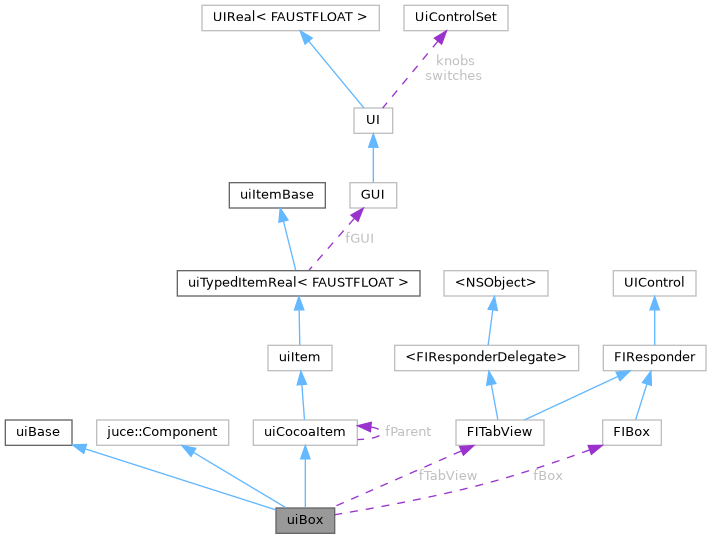 UIReal< FAUSTFLOAT >
UiControlSet
knobs
switches
UI
uiItemBase
GUI
fGUI
uiTypedItemReal< FAUSTFLOAT >
<NSObject>
UIControl
uiItem
<FIResponderDelegate>
FIResponder
uiBase
juce::Component
uiCocoaItem
fParent
FITabView
FIBox
fTabView
fBox
uiBox